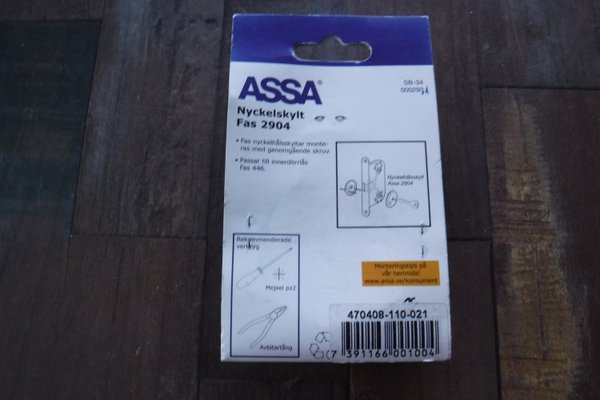 ASSA®
SB-34
Nyckelskylt
Fas 2904
• Fas nyckelhålsskyltar monte-
ras med genomgående skruv.
• Passar till innerdörrlås
Fas 446.
Nyckelhålsskylt
Assa 2904
Rekommenderade
verktyg
Mejsel pz2
Avbitartång
Monteringstips på
vår hemsida!
www.assa.se/konsument
470408-110-021
7 391166 001004